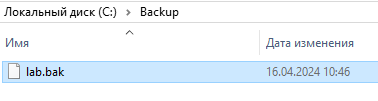 Локальный диск (C:) > Backup
Имя Дата изменения
lab.bak 16.04.2024 10:46